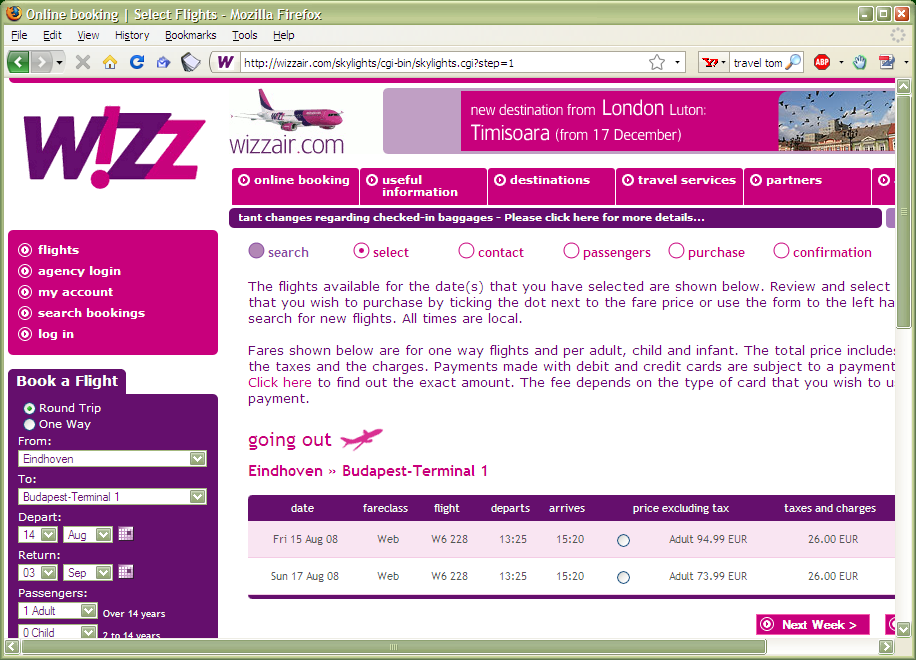 Online booking | Select Flights - Mozilla Firefox
File Edit View History Bookmarks Tools Help
http://wizzair.com/skylights/cgi-bin/skylights.cgi?step=1
travel tom
ABP
W!ZZ
wizzair.com
new destination from London Luton:
Timisoara (from 17 December)
online booking
useful information
destinations
travel services
partners
tant changes regarding checked-in baggages - Please click here for more details...
flights
agency login
my account
search bookings
log in
search select contact passengers purchase confirmation
The flights available for the date(s) that you have selected are shown below. Review and select
that you wish to purchase by ticking the dot next to the fare price or use the form to the left ha
search for new flights. All times are local.
Fares shown below are for one way flights and per adult, child and infant. The total price includes
the taxes and the charges. Payments made with debit and credit cards are subject to a payment
Click here to find out the exact amount. The fee depends on the type of card that you wish to u
payment.
Book a Flight
Round Trip
One Way
From:
Eindhoven
To:
Budapest-Terminal 1
Depart:
14 Aug
Return:
03 Sep
Passengers:
1 Adult Over 14 years
0 Child 2 to 14 years
going out
Eindhoven » Budapest-Terminal 1
date fareclass flight departs arrives price excluding tax taxes and charges
Fri 15 Aug 08 Web W6 228 13:25 15:20 Adult 94.99 EUR 26.00 EUR
Sun 17 Aug 08 Web W6 228 13:25 15:20 Adult 73.99 EUR 26.00 EUR
Next Week >